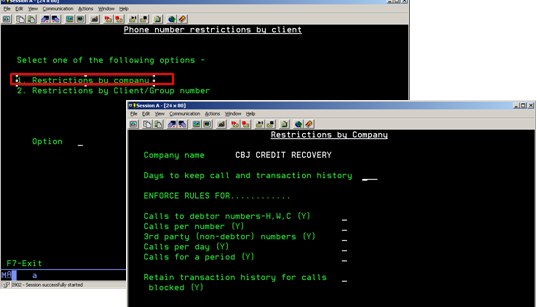 Session A - [24 x 80]
File Edit View Communication Actions Window Help
Phone number restrictions by client
Select one of the following options -
1. Restrictions by company
2. Restrictions by Client/Group number
Option _
F7-Exit
MA a
3902 - Session successfully started
Session A - [24 x 80]
File Edit View Communication Actions Window Help
Restrictions by Company
Company name CBJ CREDIT RECOVERY
Days to keep call and transaction history
ENFORCE RULES FOR............
Calls to debtor numbers-H,W,C (Y)
Calls per number (Y)
3rd party (non-debtor) numbers (Y)
Calls per day (Y)
Calls for a period (Y)
Retain transaction history for calls
blocked (Y)